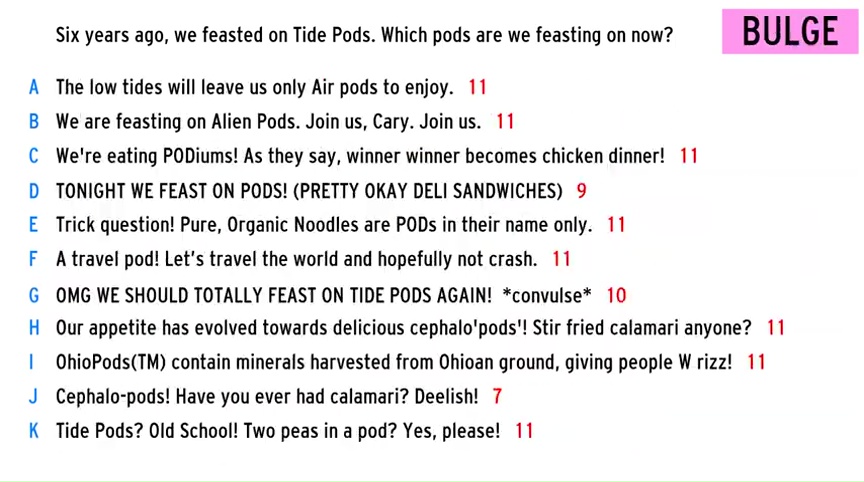 Six years ago, we feasted on Tide Pods. Which pods are we feasting on now?
BULGE
A The low tides will leave us only Air pods to enjoy. 11
B We are feasting on Alien Pods. Join us, Cary. Join us. 11
C We're eating PODiums! As they say, winner winner becomes chicken dinner! 11
D TONIGHT WE FEAST ON PODS! (PRETTY OKAY DELI SANDWICHES) 9
E Trick question! Pure, Organic Noodles are PODs in their name only. 11
F A travel pod! Let’s travel the world and hopefully not crash. 11
G OMG WE SHOULD TOTALLY FEAST ON TIDE PODS AGAIN! *convulse* 10
H Our appetite has evolved towards delicious cephalo'pods'! Stir fried calamari anyone? 11
I OhioPods(TM) contain minerals harvested from Ohioan ground, giving people W rizz! 11
J Cephalo-pods! Have you ever had calamari? Deelish! 7
K Tide Pods? Old School! Two peas in a pod? Yes, please! 11